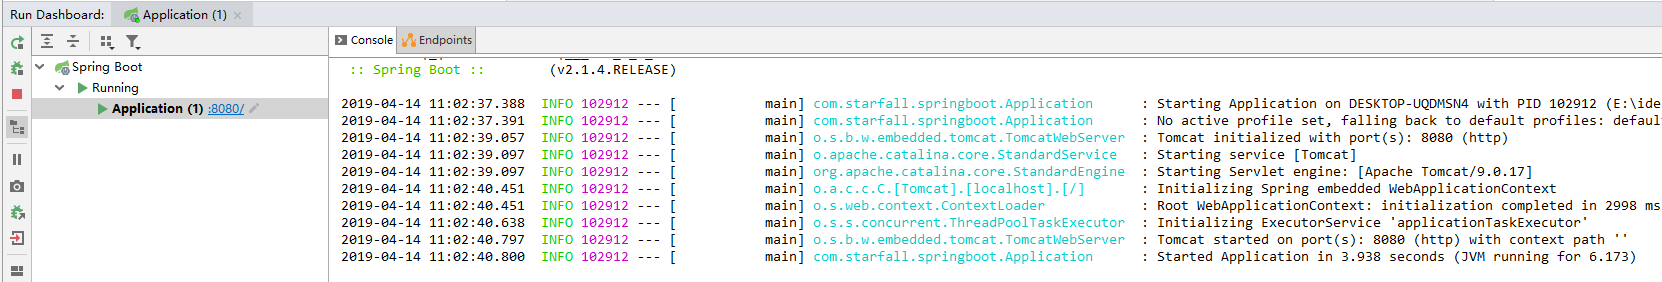 Run Dashboard: Application (1)
Console Endpoints
Spring Boot
Running
Application (1) :8080/
:: Spring Boot :: (v2.1.4.RELEASE)
2019-04-14 11:02:37.388 INFO 102912 --- [ main] com.starfall.springboot.Application : Starting Application on DESKTOP-UQDMSN4 with PID 102912 (E:\ide
2019-04-14 11:02:37.391 INFO 102912 --- [ main] com.starfall.springboot.Application : No active profile set, falling back to default profiles: defaul
2019-04-14 11:02:39.057 INFO 102912 --- [ main] o.s.b.w.embedded.tomcat.TomcatWebServer : Tomcat initialized with port(s): 8080 (http)
2019-04-14 11:02:39.097 INFO 102912 --- [ main] o.apache.catalina.core.StandardService : Starting service [Tomcat]
2019-04-14 11:02:39.097 INFO 102912 --- [ main] org.apache.catalina.core.StandardEngine : Starting Servlet engine: [Apache Tomcat/9.0.17]
2019-04-14 11:02:40.451 INFO 102912 --- [ main] o.a.c.c.C.[Tomcat].[localhost].[/] : Initializing Spring embedded WebApplicationContext
2019-04-14 11:02:40.451 INFO 102912 --- [ main] o.s.web.context.ContextLoader : Root WebApplicationContext: initialization completed in 2998 ms
2019-04-14 11:02:40.638 INFO 102912 --- [ main] o.s.s.concurrent.ThreadPoolTaskExecutor : Initializing ExecutorService 'applicationTaskExecutor'
2019-04-14 11:02:40.797 INFO 102912 --- [ main] o.s.b.w.embedded.tomcat.TomcatWebServer : Tomcat started on port(s): 8080 (http) with context path ''
2019-04-14 11:02:40.800 INFO 102912 --- [ main] com.starfall.springboot.Application : Started Application in 3.938 seconds (JVM running for 6.173)